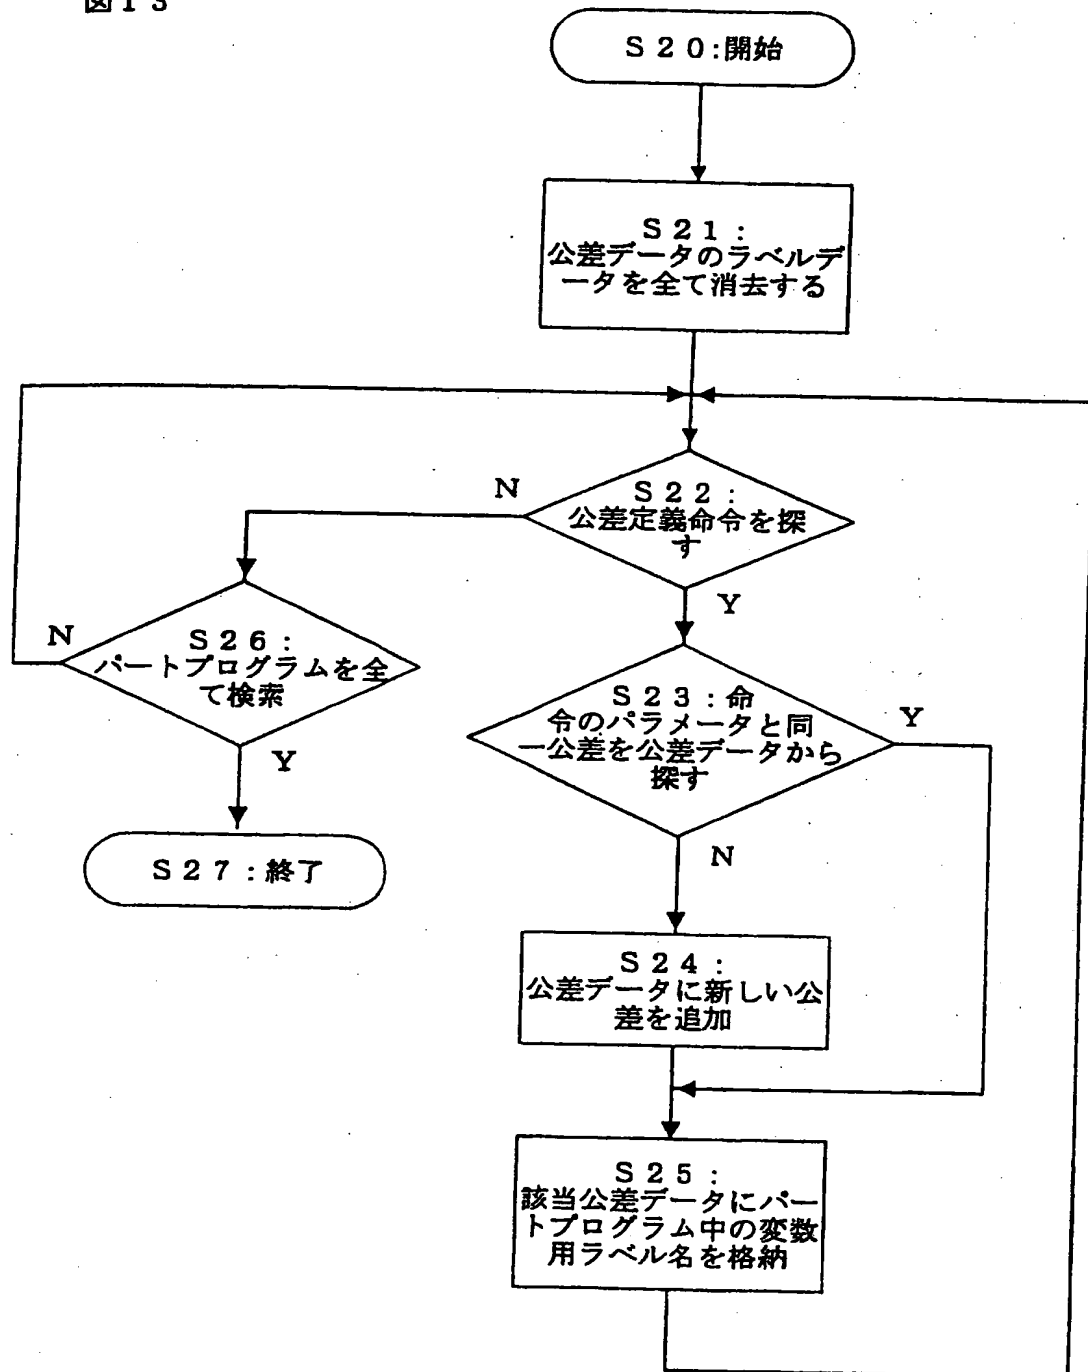 図13
S20:開始
S21:
公差データのラベルデ
ータを全て消去する
N
S22:
公差定義命令を探
す
Y
N
S26:
パートプログラムを全
て検索
Y
S27:終了
S23:命
令のパラメータと同
一公差を公差データから
探す
Y
N
S24:
公差データに新しい公
差を追加
S25:
該当公差データにパー
トプログラム中の変数
用ラベル名を格納